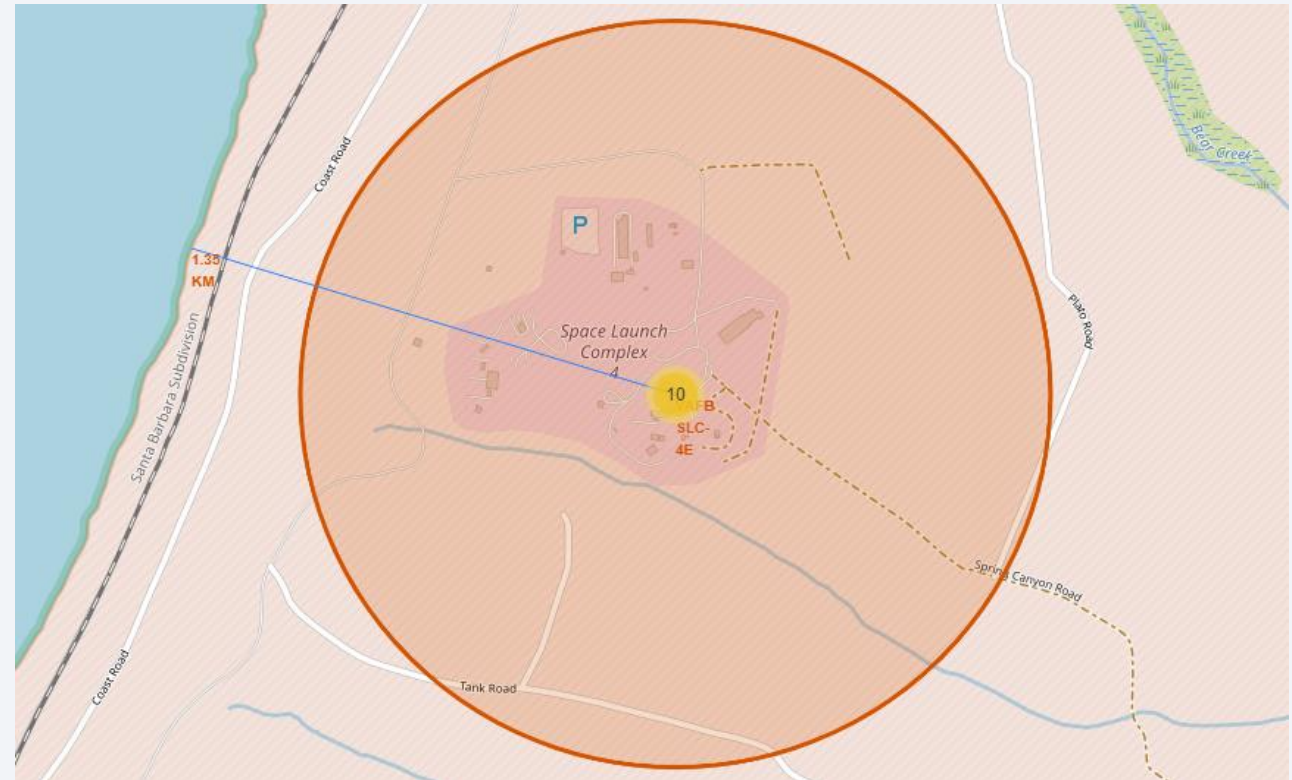 Bear Greek
Coast Road
P
1.35
KM
Plato Road
Space Launch
Complex
4
10
VAFB
SLC-
4E
Santa Barbara Subdivision
Spring Canyon Road
Coast Road
Tank Road